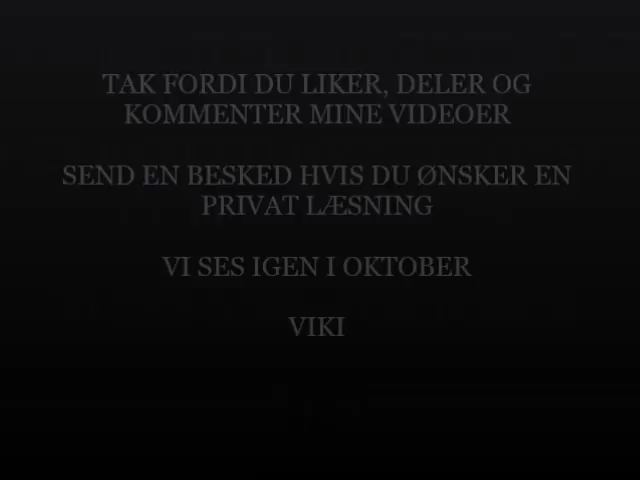 TAK FORDI DU LIKER, DELER OG
KOMMENTER MINE VIDEOER
SEND EN BESKED HVIS DU ØNSKER EN
PRIVAT LÆSNING
VI SES IGEN I OKTOBER
VIKI